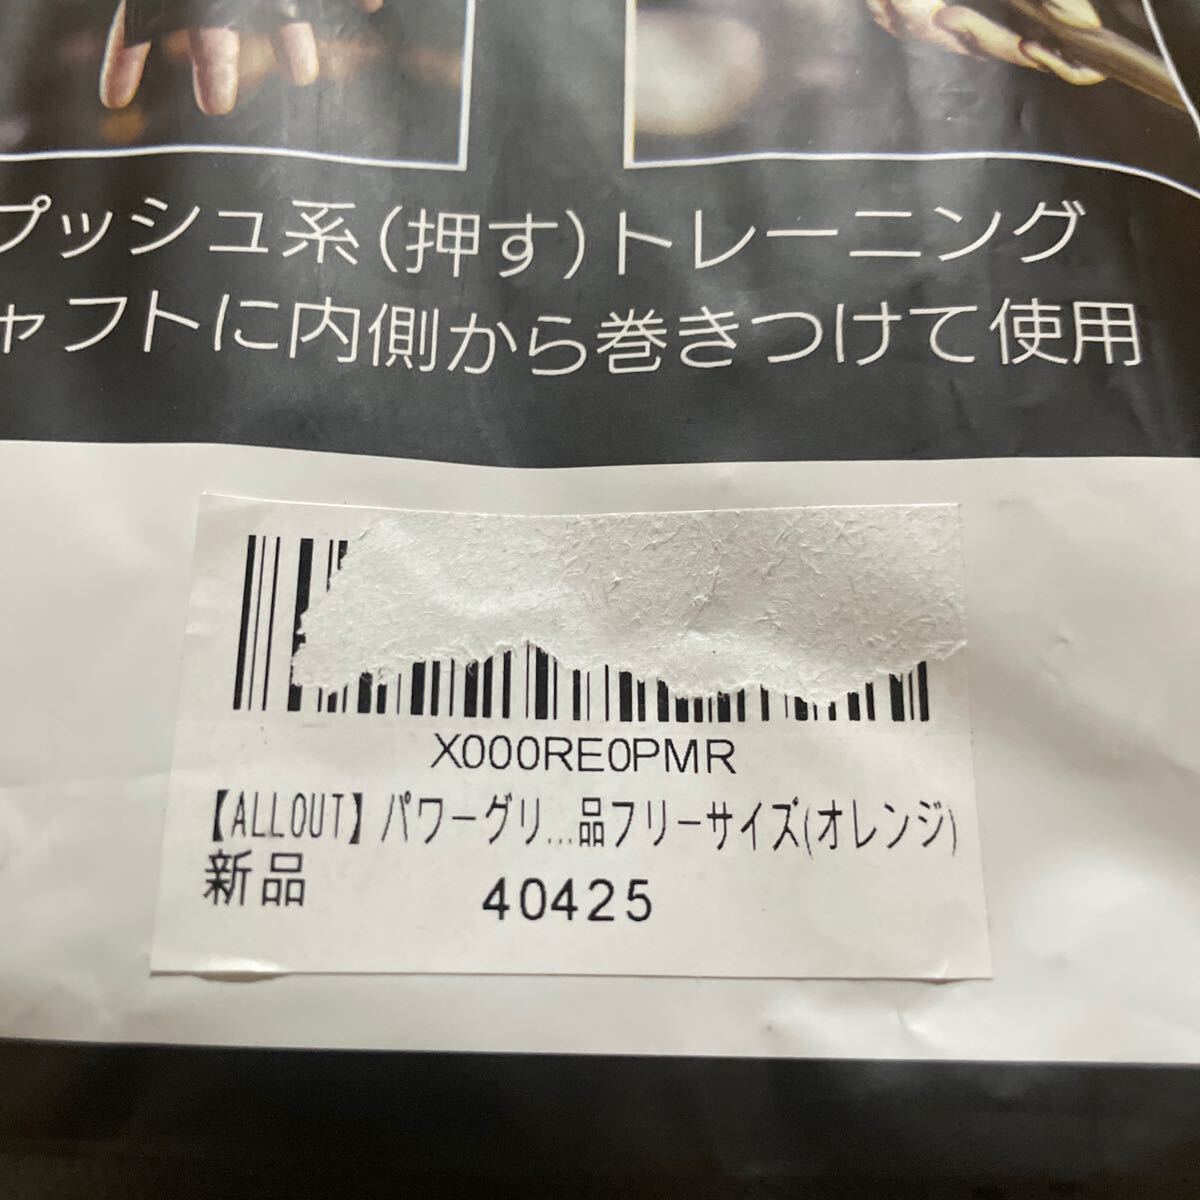 プッシュ系(押す)トレーニング
ャフトに内側から巻きつけて使用
X000RE0PMR
【ALLOUT】パワーグリ...品フリーサイズ(オレンジ)
新品 40425